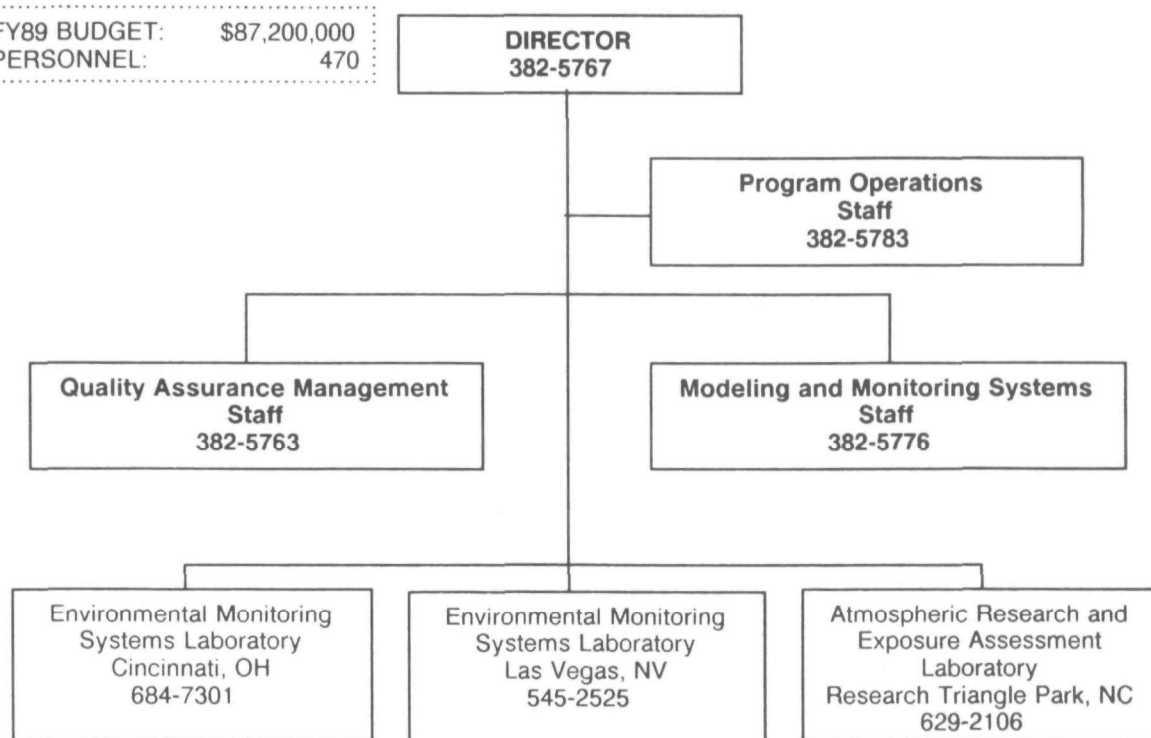 FY89 BUDGET: $87,200,000
PERSONNEL: 470
DIRECTOR
382-5767
Program Operations
Staff
382-5783
Quality Assurance Management
Staff
382-5763
Modeling and Monitoring Systems
Staff
382-5776
Environmental Monitoring
Systems Laboratory
Cincinnati, OH
684-7301
Environmental Monitoring
Systems Laboratory
Las Vegas, NV
545-2525
Atmospheric Research and
Exposure Assessment
Laboratory
Research Triangle Park, NC
629-2106